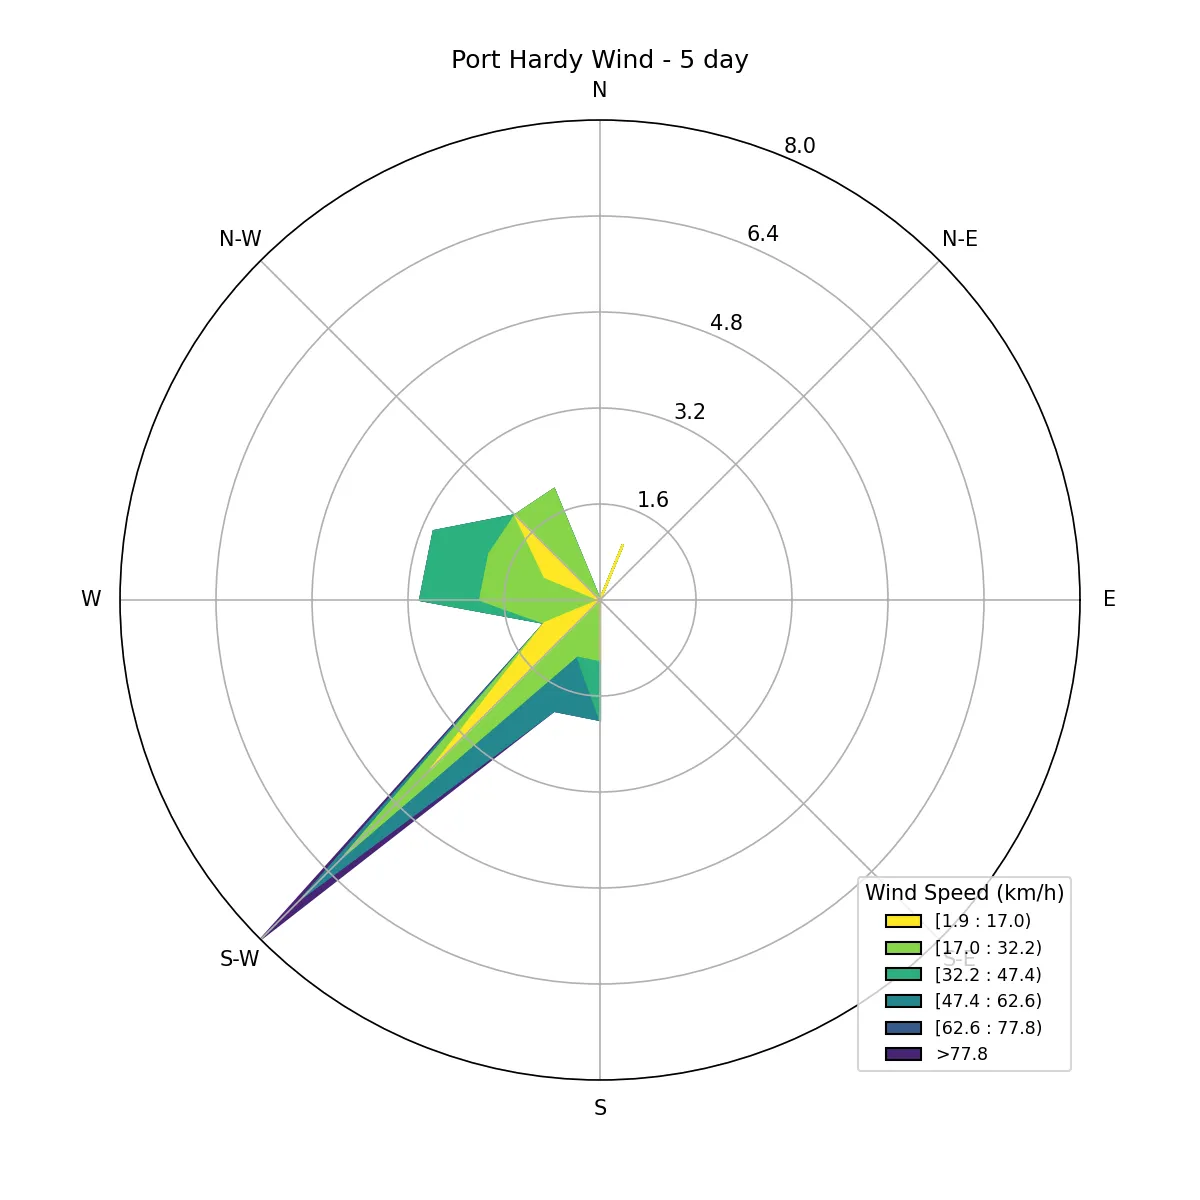 Port Hardy Wind - 5 day
N
8.0
6.4
N-W
N-E
4.8
3.2
1.6
W
E
S-W
S-E
Wind Speed (km/h)
[1.9 : 17.0)
[17.0 : 32.2)
[32.2 : 47.4)
[47.4 : 62.6)
[62.6 : 77.8)
>77.8
S